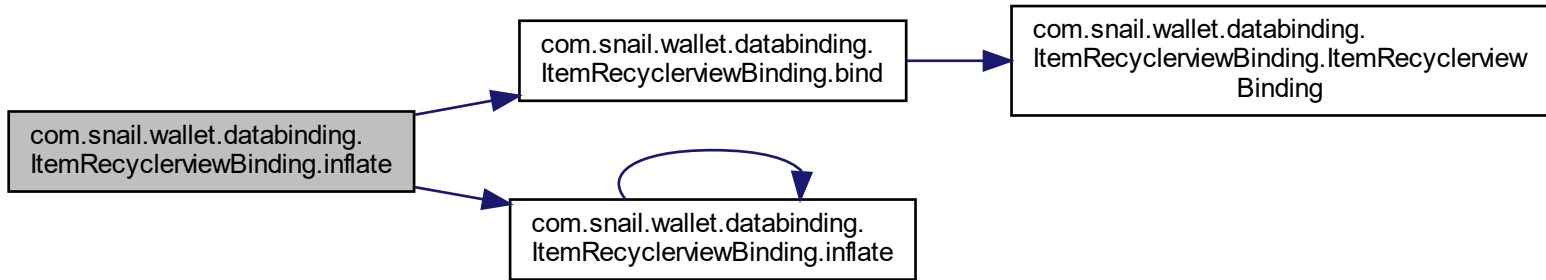 com.snail.wallet.databinding.
ItemRecyclerviewBinding.inflate
com.snail.wallet.databinding.
ItemRecyclerviewBinding.bind
com.snail.wallet.databinding.
ItemRecyclerviewBinding.ItemRecyclerview
Binding
com.snail.wallet.databinding.
ItemRecyclerviewBinding.inflate